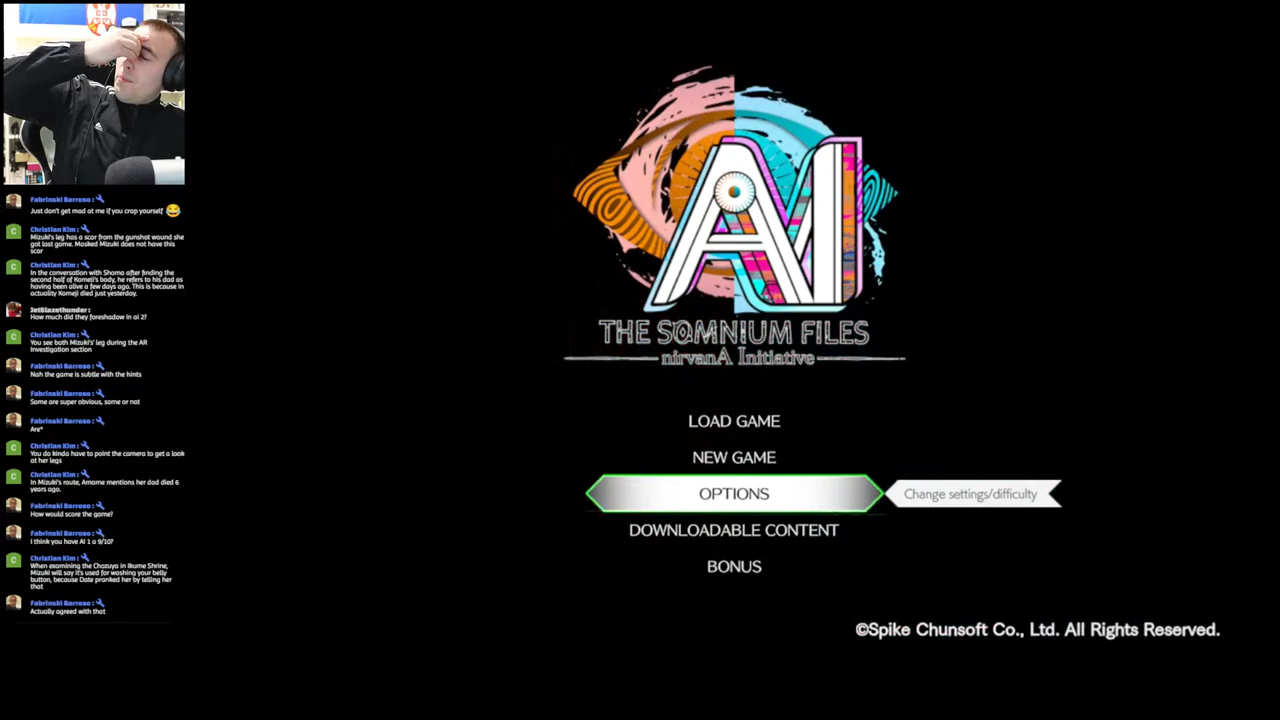 Fabrinski Barroso :
Just don't get mad at me if you crap yourself 😂
C
Christian Kim :
Mizuki's leg has a scar from the gunshot wound she
got last game. Masked Mizuki does not have this
scar
C
Christian Kim :
In the conversation with Shoma after finding the
second half of Komeji's body, he refers to his dad as
having been alive a few days ago. This is because in
actuality Komeji died just yesterday.
JetBlazethunder :
How much did they foreshadow in ai 2?
C
Christian Kim :
You see both Mizuki's' leg during the AR
Investigation section
Fabrinski Barroso :
Nah the game is subtle with the hints
Fabrinski Barroso :
Some are super obvious, some or not
Fabrinski Barroso :
Are*
C
Christian Kim :
You do kinda have to point the camera to get a look
at her legs
C
Christian Kim :
In Mizuki's route, Amame mentions her dad died 6
years ago.
Fabrinski Barroso :
How would score the game?
Fabrinski Barroso :
I think you have AI 1 a 9/10?
C
Christian Kim :
When examining the Chozuya in Ikume Shrine,
Mizuki will say it's used for washing your belly
button, because Date pranked her by telling her
that
Fabrinski Barroso :
Actually agreed with that
AI
THE SOMNIUM FILES
nirvanA Initiative
LOAD GAME
NEW GAME
OPTIONS
Change settings/difficulty
DOWNLOADABLE CONTENT
BONUS
©Spike Chunsoft Co., Ltd. All Rights Reserved.